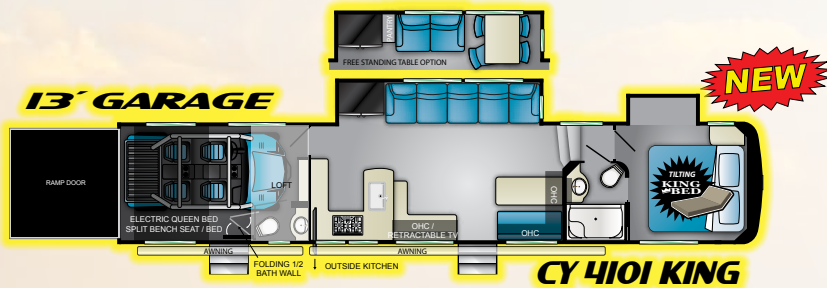 PANTRY
FREE STANDING TABLE OPTION
NEW
13' GARAGE
RAMP DOOR
LOFT
ELECTRIC QUEEN BED
SPLIT BENCH SEAT / BED
OHC /
RETRACTABLE TV
OHC
OHC
TILTING
KING
BED
AWNING
AWNING
FOLDING 1/2
BATH WALL
OUTSIDE KITCHEN
CY 4101 KING